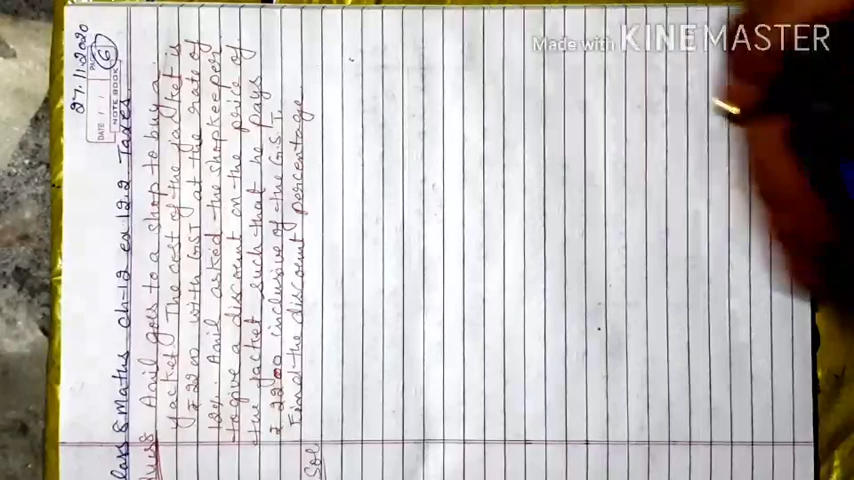 Made with KINEMASTER
27.11.2020
PAGE 6
DATE / /
NOTE BOOK
Class 8 Maths ch-12 ex 12.2 Taxes
Ques 8 Anil goes to a shop to buy a
jacket. The cost of the jacket is
₹ 2200 with GST at the rate of
12%. Anil asked the shopkeeper
to give a discount on the price of
the jacket such that he pays
₹ 2200 inclusive of the G.S.T.
Find the discount percentage
Sol